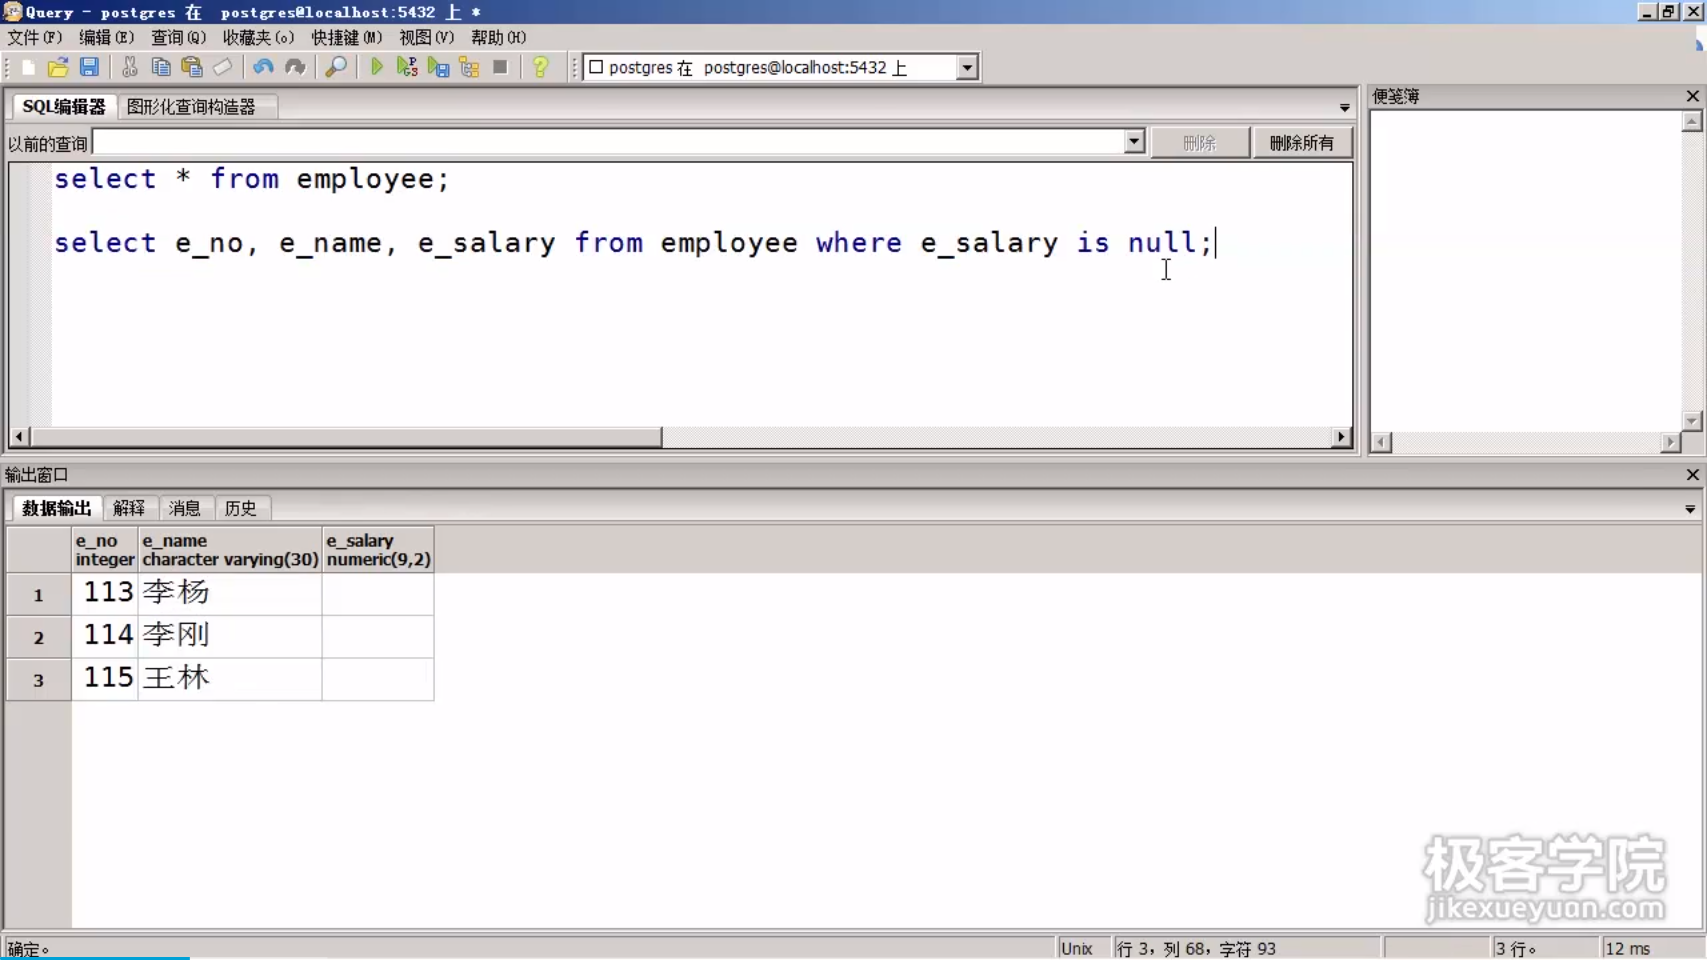 Query - postgres 在 postgres@localhost:5432 上 *
文件(F) 编辑(E) 查询(Q) 收藏夹(o) 快捷键(M) 视图(V) 帮助(H)
postgres 在 postgres@localhost:5432 上
SQL编辑器 图形化查询构造器
便笺簿
以前的查询 删除 删除所有
select * from employee;
select e_no, e_name, e_salary from employee where e_salary is null;
输出窗口
数据输出 解释 消息 历史
e_no e_name e_salary
integer character varying(30) numeric(9,2)
1 113 李杨
2 114 李刚
3 115 王林
极客学院
jikexueyuan.com
确定。 Unix 行 3, 列 68, 字符 93 3 行。 12 ms